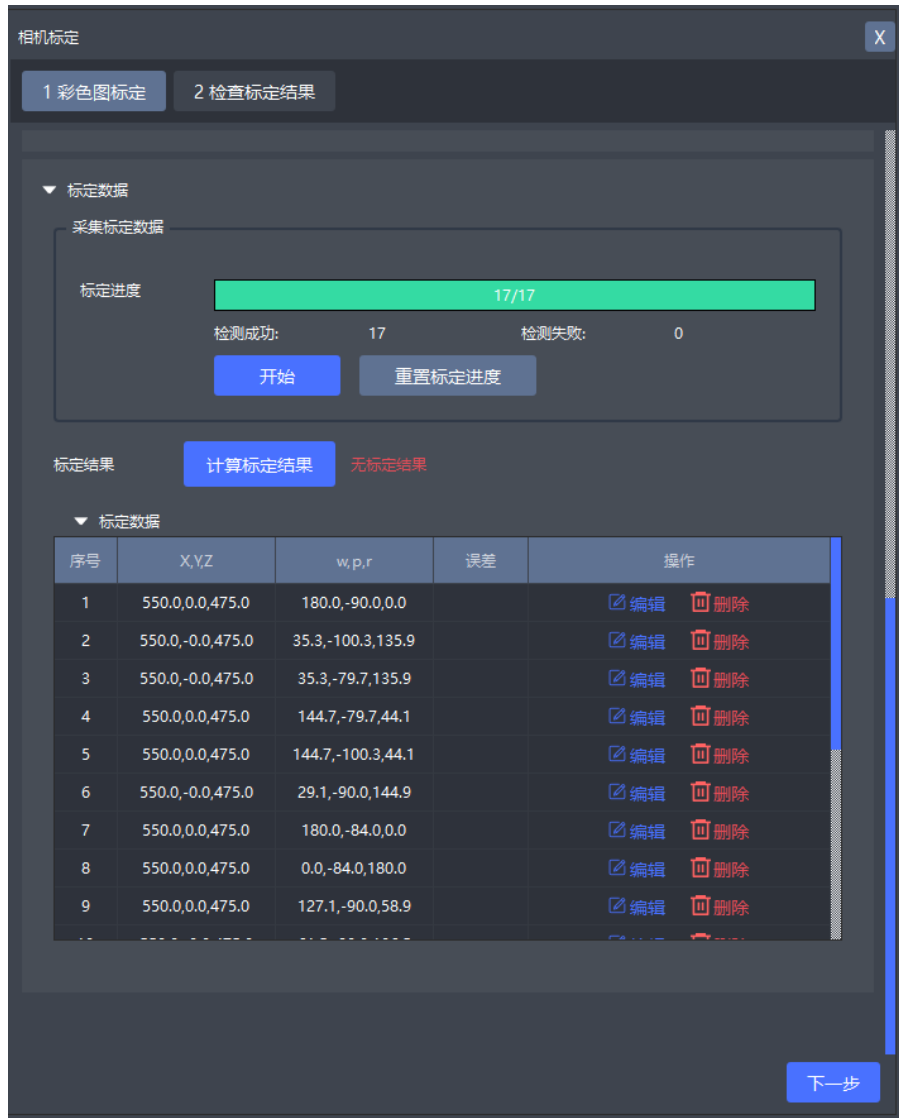 相机标定 X
1 彩色图标定 2 检查标定结果
标定数据
采集标定数据
标定进度 17/17
检测成功: 17 检测失败: 0
开始 重置标定进度
标定结果 计算标定结果 无标定结果
标定数据
序号 X,Y,Z w,p,r 误差 操作
1 550.0,0.0,475.0 180.0,-90.0,0.0 编辑 删除
2 550.0,-0.0,475.0 35.3,-100.3,135.9 编辑 删除
3 550.0,-0.0,475.0 35.3,-79.7,135.9 编辑 删除
4 550.0,0.0,475.0 144.7,-79.7,44.1 编辑 删除
5 550.0,0.0,475.0 144.7,-100.3,44.1 编辑 删除
6 550.0,-0.0,475.0 29.1,-90.0,144.9 编辑 删除
7 550.0,0.0,475.0 180.0,-84.0,0.0 编辑 删除
8 550.0,0.0,475.0 0.0,-84.0,180.0 编辑 删除
9 550.0,0.0,475.0 127.1,-90.0,58.9 编辑 删除
下一步